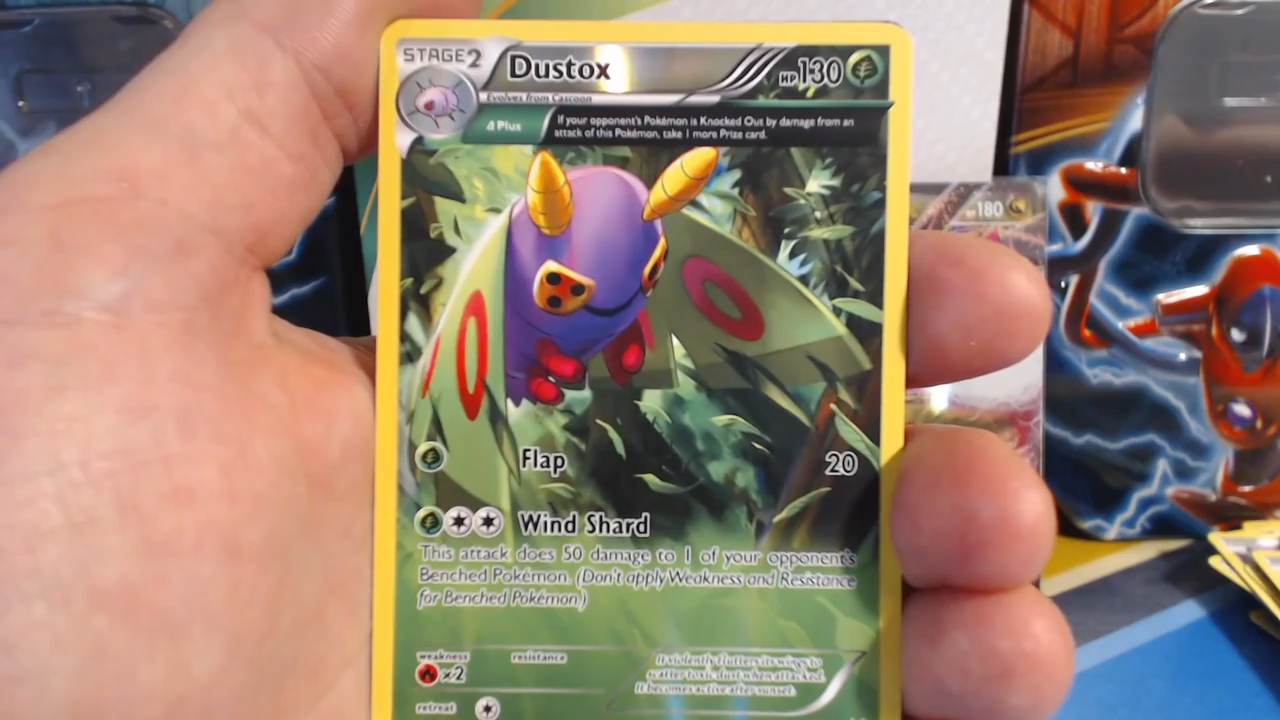 STAGE2 Dustox HP130
Evolves from Cascoon
Δ Plus
If your opponent's Pokémon is Knocked Out by damage from an
attack of this Pokémon, take 1 more Prize card.
180
Flap 20
Wind Shard
This attack does 50 damage to 1 of your opponent's
Benched Pokémon. (Don't apply Weakness and Resistance
for Benched Pokémon.)
weakness resistance
×2
It violently flutters its wings to
scatter toxic dust when attacked.
It becomes active after sunset.
retreat